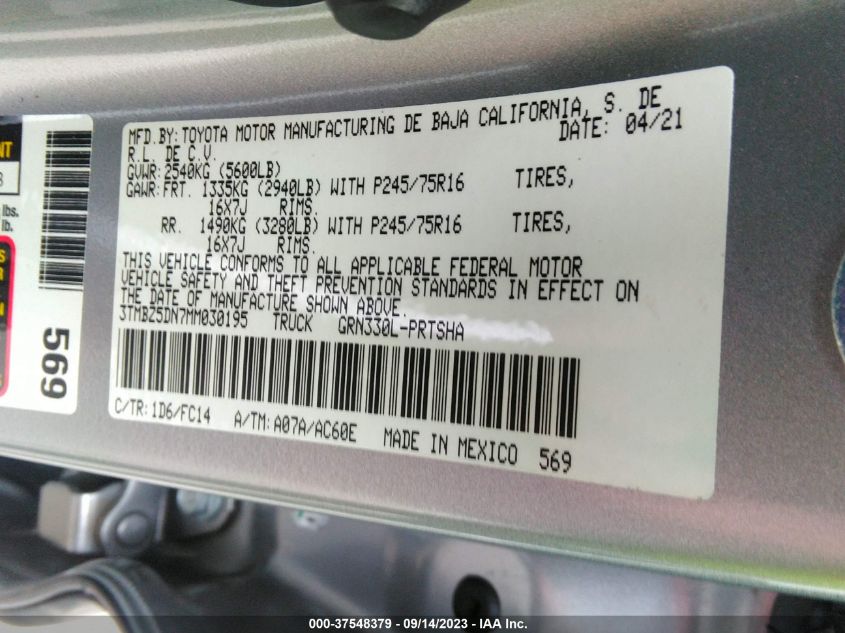 MFD.BY: TOYOTA MOTOR MANUFACTURING DE BAJA CALIFORNIA, S. DE
R.L. DE C.V. DATE: 04/21
GVWR: 2540KG (5600LB)
GAWR: FRT. 1335KG (2940LB) WITH P245/75R16 TIRES,
16X7J RIMS.
RR. 1490KG (3280LB) WITH P245/75R16 TIRES,
16X7J RIMS.
THIS VEHICLE CONFORMS TO ALL APPLICABLE FEDERAL MOTOR
VEHICLE SAFETY AND THEFT PREVENTION STANDARDS IN EFFECT ON
THE DATE OF MANUFACTURE SHOWN ABOVE.
3TMBZ5DN7MM030195 TRUCK GRN330L-PRTSHA
C/TR: 1D6/FC14 A/TM: A07A/AC60E MADE IN MEXICO 569
NT
lbs.
lb.
569
000-37548379 - 09/14/2023 - IAA Inc.